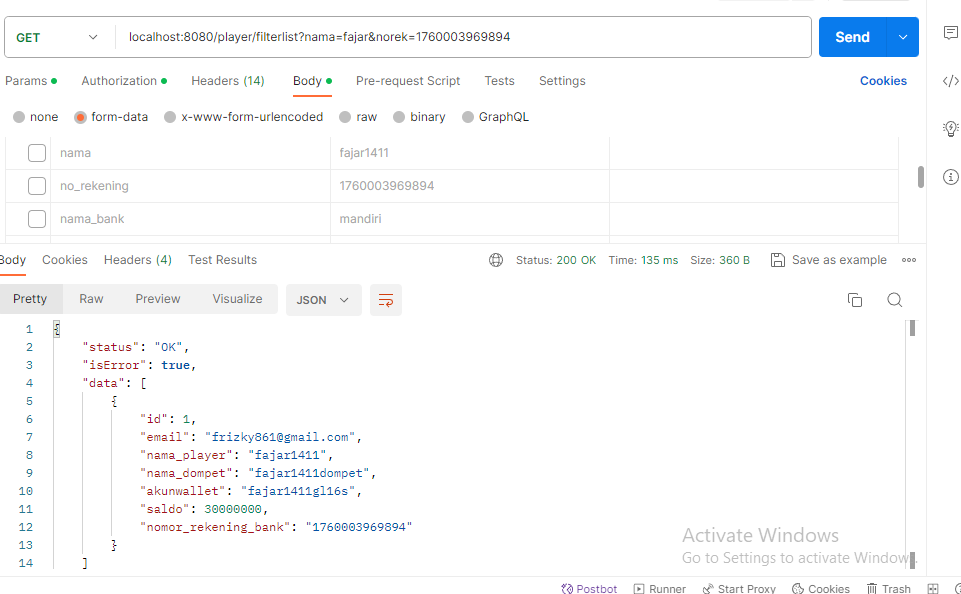 GET localhost:8080/player/filterlist?nama=fajar&norek=1760003969894 Send
Params Authorization Headers (14) Body Pre-request Script Tests Settings Cookies
none form-data x-www-form-urlencoded raw binary GraphQL
nama fajar1411
no_rekening 1760003969894
nama_bank mandiri
Body Cookies Headers (4) Test Results Status: 200 OK Time: 135 ms Size: 360 B Save as example
Pretty Raw Preview Visualize JSON
1 {
2 "status": "OK",
3 "isError": true,
4 "data": [
5 {
6 "id": 1,
7 "email": "frizky861@gmail.com",
8 "nama_player": "fajar1411",
9 "nama_dompet": "fajar1411dompet",
10 "akunwallet": "fajar1411gl16s",
11 "saldo": 30000000,
12 "nomor_rekening_bank": "1760003969894"
13 }
14 ]
Activate Windows
Go to Settings to activate Windows.
Postbot Runner Start Proxy Cookies Trash